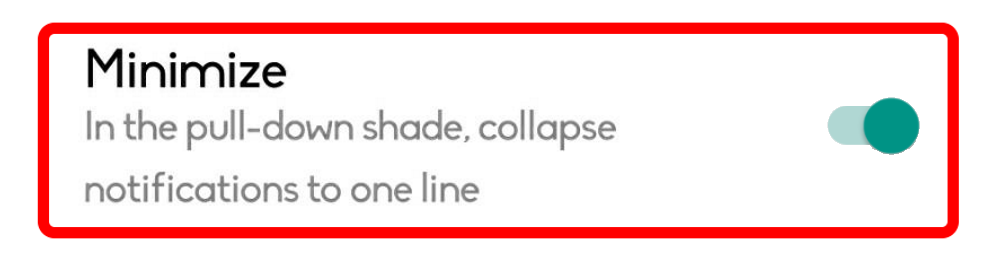 Minimize
In the pull-down shade, collapse
notifications to one line